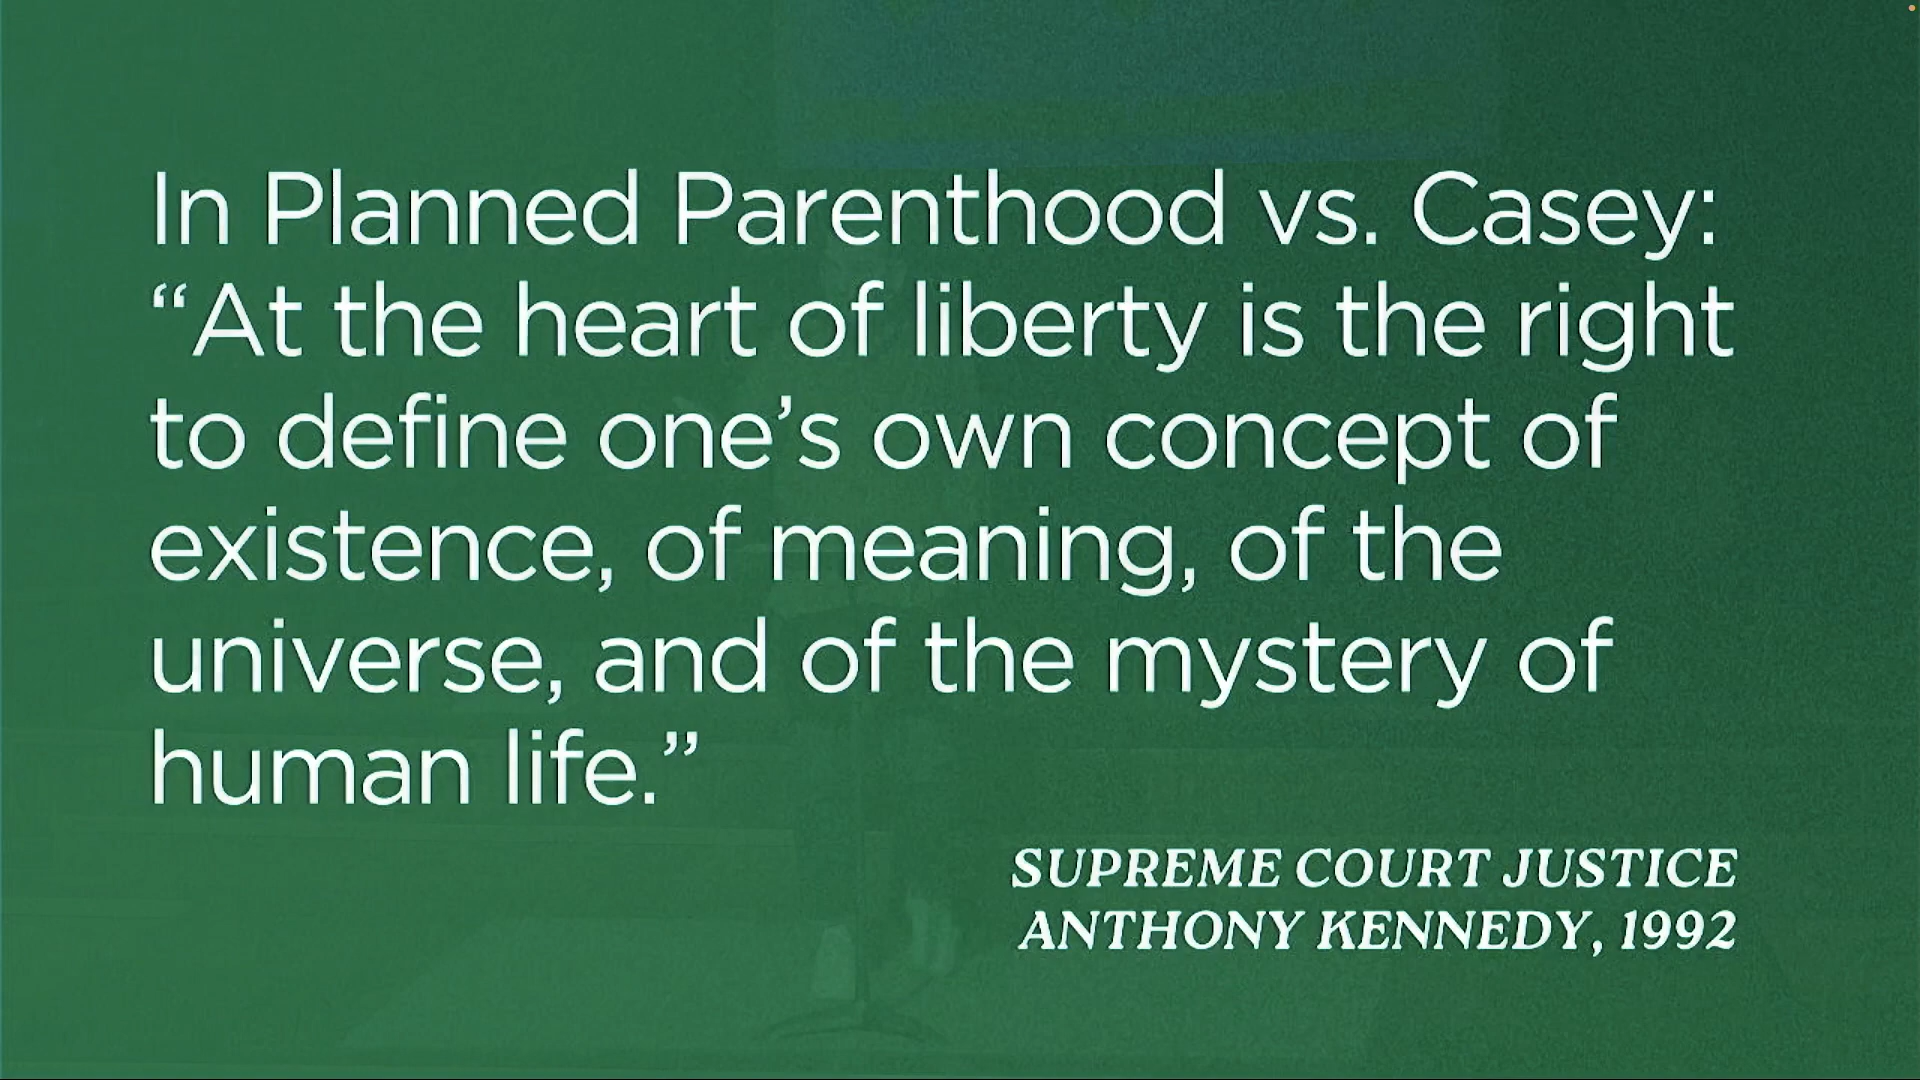 In Planned Parenthood vs. Casey:
“At the heart of liberty is the right
to define one’s own concept of
existence, of meaning, of the
universe, and of the mystery of
human life.”
SUPREME COURT JUSTICE
ANTHONY KENNEDY, 1992